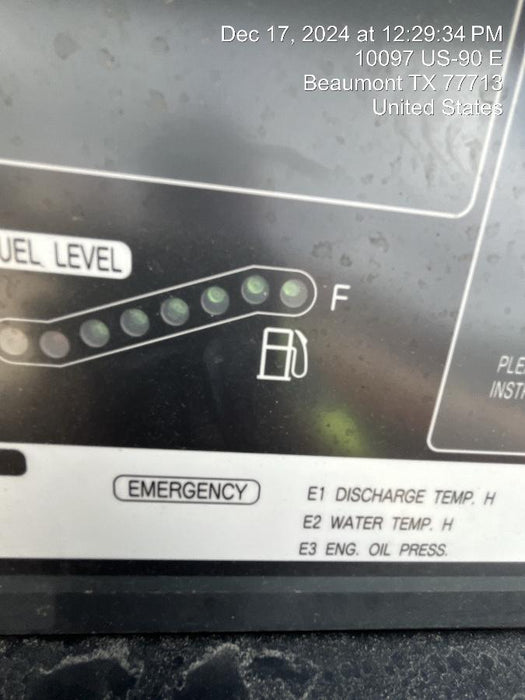 Dec 17, 2024 at 12:29:34 PM
10097 US-90 E
Beaumont TX 77713
United States
UEL LEVEL
F
PLE
INST
EMERGENCY
E1 DISCHARGE TEMP. H
E2 WATER TEMP. H
E3 ENG. OIL PRESS.